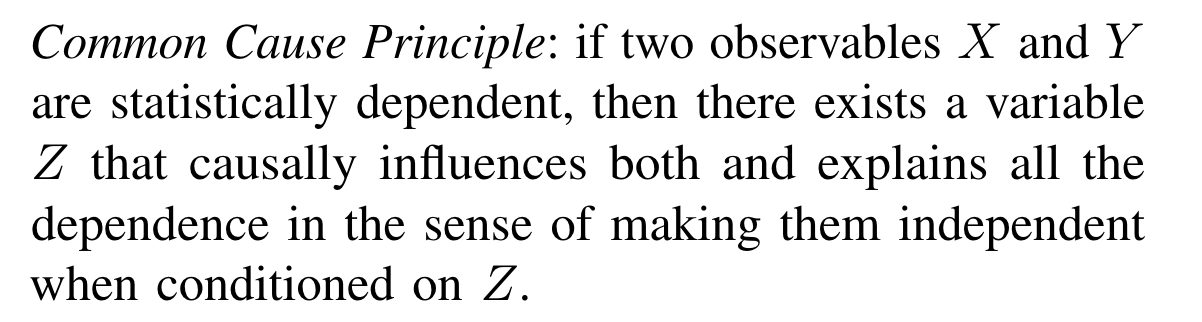 Common Cause Principle: if two observables X and Y
are statistically dependent, then there exists a variable
Z that causally influences both and explains all the
dependence in the sense of making them independent
when conditioned on Z.